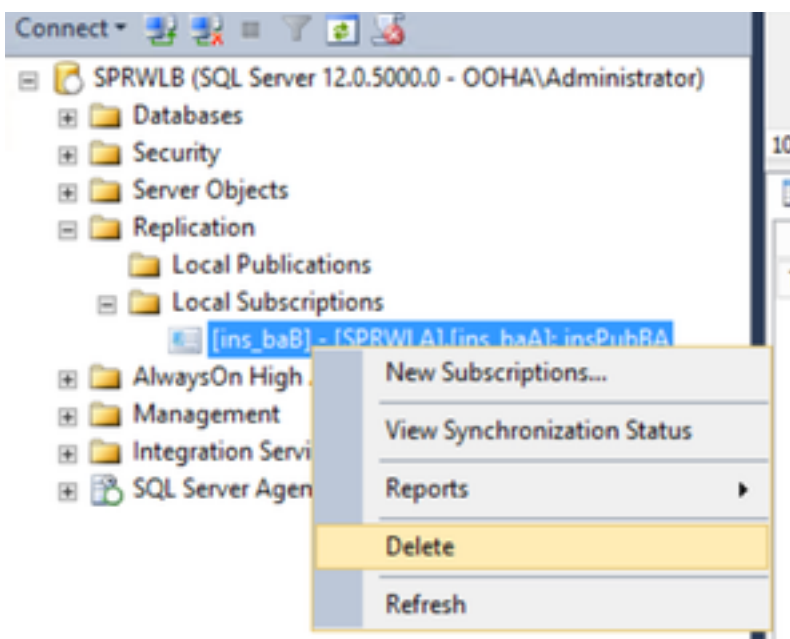 Connect
SPRWLB (SQL Server 12.0.5000.0 - OOHA\Administrator)
Databases
Security
Server Objects
Replication
Local Publications
Local Subscriptions
[ins_baB] - [SPRWLA].[ins_baA]: insPubBA
AlwaysOn High
Management
Integration Servi
SQL Server Agen
New Subscriptions...
View Synchronization Status
Reports
Delete
Refresh
10